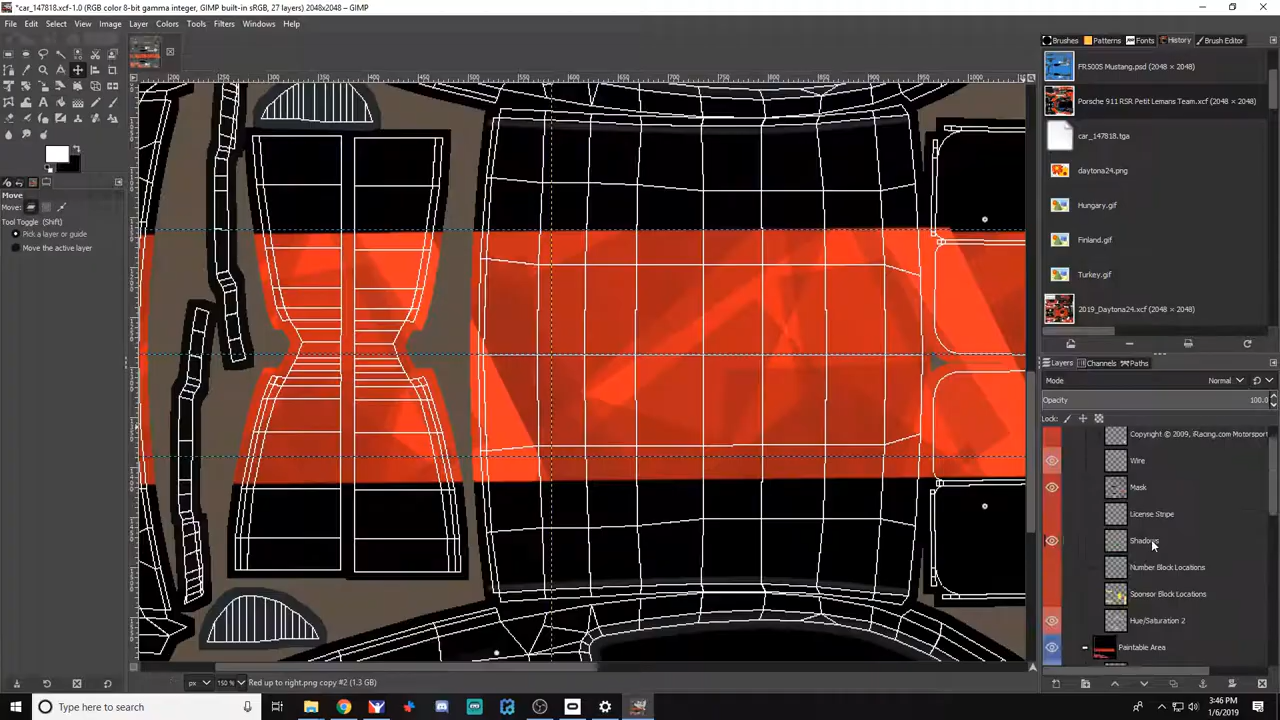 *car_147818.xcf-1.0 (RGB color 8-bit gamma integer, GIMP built-in sRGB, 27 layers) 2048x2048 – GIMP
File Edit Select View Image Layer Colors Tools Filters Windows Help
Brushes Patterns Fonts History Brush Editor
FR500S Mustang.psd (2048 × 2048)
Porsche 911 RSR Petit Lemans Team.xcf (2048 × 2048)
car_147818.tga
daytona24.png
Hungary.gif
Finland.gif
Turkey.gif
2019_Daytona24.xcf (2048 × 2048)
Move
Move:
Tool Toggle (Shift)
Pick a layer or guide
Move the active layer
Layers Channels Paths
Mode Normal
Opacity 100.0
Lock:
Copyright © 2009, iRacing.com Motorsport
Wire
Mask
License Stripe
Shadows
Number Block Locations
Sponsor Block Locations
Hue/Saturation 2
Paintable Area
px 150 % Red up to right.png copy #2 (1.3 GB)
Type here to search
3:46 PM
1/6/2019